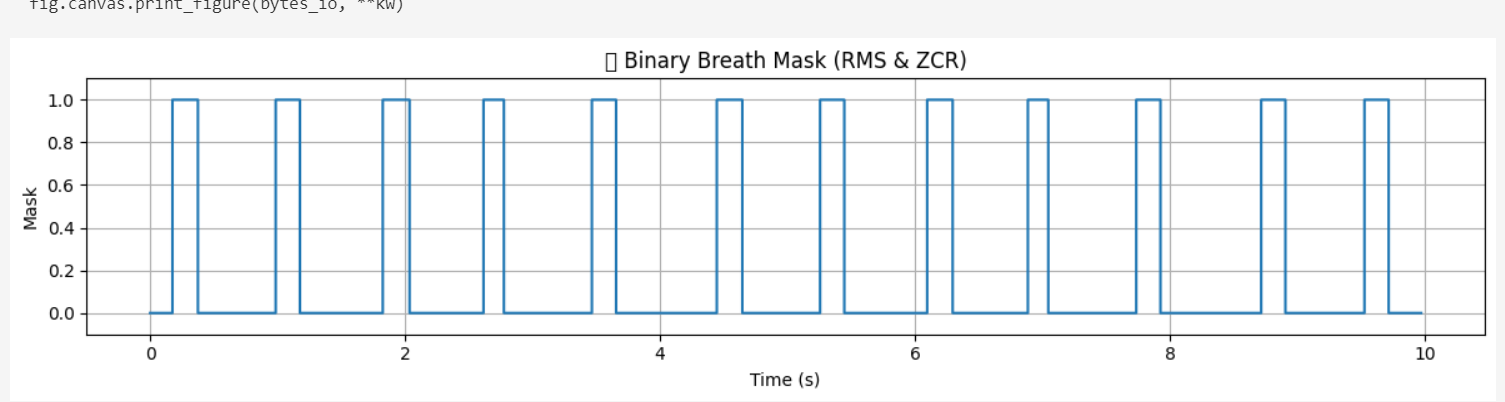 fig.canvas.print_figure(bytes_io, **kw)
▯ Binary Breath Mask (RMS & ZCR)
1.0
0.8
0.6
0.4
0.2
0.0
Mask
0 2 4 6 8 10
Time (s)